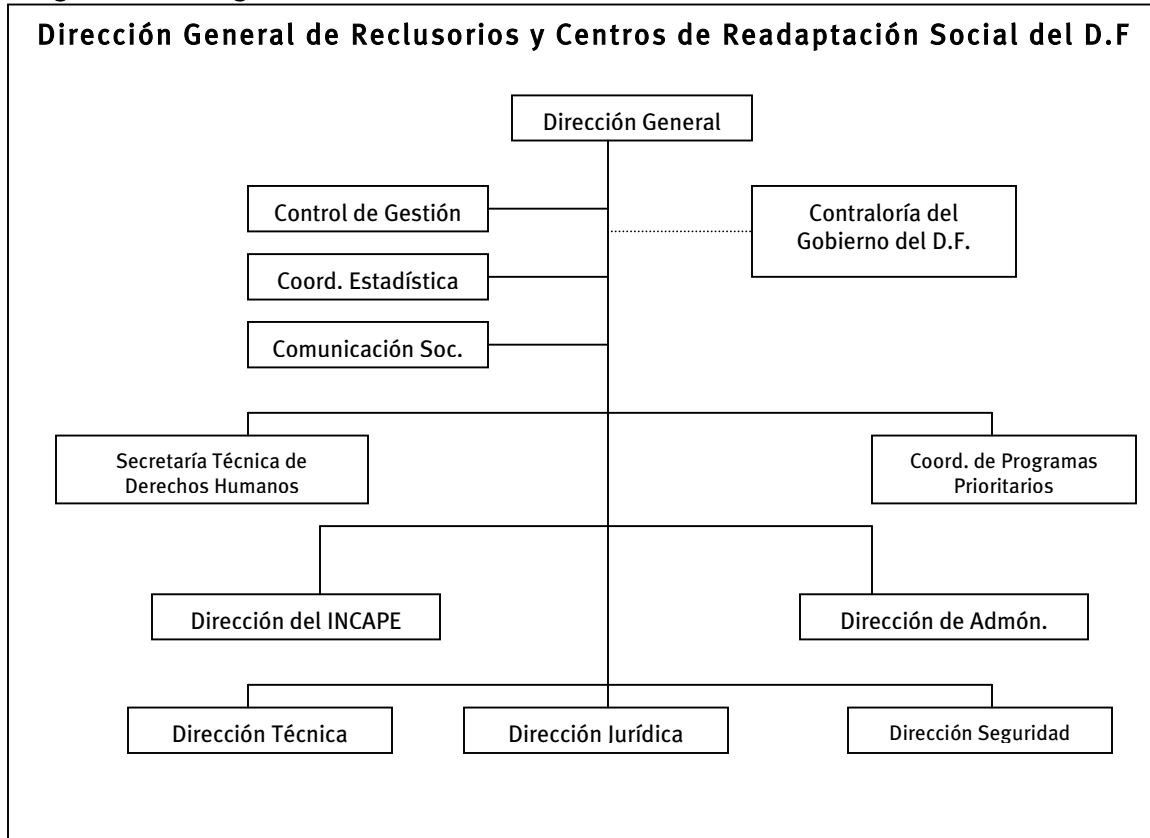 Dirección General de Reclusorios y Centros de Readaptación Social del D.F
Dirección General
Control de Gestión
Contraloría del
Gobierno del D.F.
Coord. Estadística
Comunicación Soc.
Secretaría Técnica de
Derechos Humanos
Coord. de Programas
Prioritarios
Dirección del INCAPE
Dirección de Admón.
Dirección Técnica
Dirección Jurídica
Dirección Seguridad